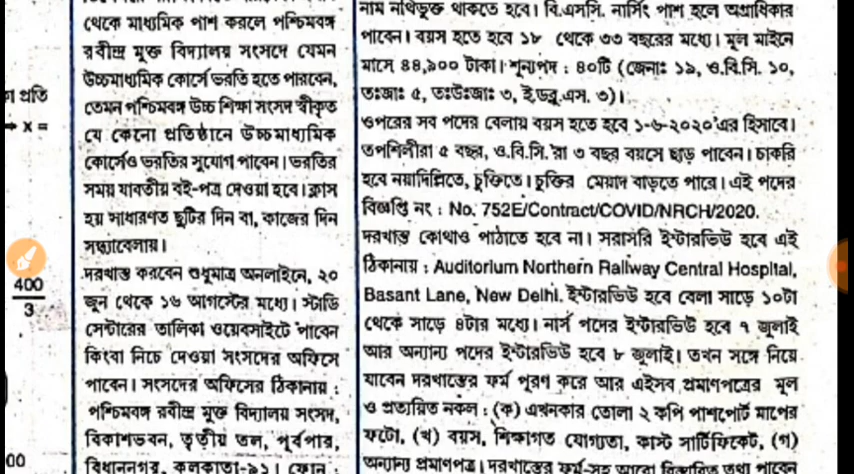 থেকে মাধ্যমিক পাশ করলে পশ্চিমবঙ্গ
রবীন্দ্র মুক্ত বিদ্যালয় সংসদে যেমন
উচ্চমাধ্যমিক কোর্সে ভরতি হতে পারবেন,
তেমন পশ্চিমবঙ্গ উচ্চ শিক্ষা সংসদ স্বীকৃত
যে কোনো প্রতিষ্ঠানে উচ্চমাধ্যমিক
কোর্সেও ভরতির সুযোগ পাবেন। ভরতির
সময় যাবতীয় বই-পত্র দেওয়া হবে। ক্লাস
হয় সাধারণত ছুটির দিন বা, কাজের দিন
সন্ধ্যাবেলায়।
দরখাস্ত করবেন শুধুমাত্র অনলাইনে, ২০
জুন থেকে ১৬ আগস্টের মধ্যে। স্টাডি
সেন্টারের তালিকা ওয়েবসাইটে পাবেন
কিংবা নিচে দেওয়া সংসদের অফিসে
পাবেন। সংসদের অফিসের ঠিকানায় :
পশ্চিমবঙ্গ রবীন্দ্র মুক্ত বিদ্যালয় সংসদ,
বিকাশভবন, তৃতীয় তল, পূর্বপার,
বিধাননগর, কলকাতা-৯১। ফোন :
নাম নথিভুক্ত থাকতে হবে। বি.এসসি. নার্সিং পাশ হলে অগ্রাধিকার
পাবেন। বয়স হতে হবে ১৮ থেকে ৩৩ বছরের মধ্যে। মূল মাইনে
মাসে ৪৪,৯০০ টাকা। শূন্যপদ : ৪০টি (জেনাঃ ১৯, ও.বি.সি. ১০,
তঃজাঃ ৫, তঃউঃজাঃ ৩, ই.ডব্লু.এস. ৩)।
ওপরের সব পদের বেলায় বয়স হতে হবে ১-৬-২০২০'এর হিসাবে।
তপশিলীরা ৫ বছর, ও.বি.সি.'রা ৩ বছর বয়সে ছাড় পাবেন। চাকরি
হবে নয়াদিল্লিতে, চুক্তিতে। চুক্তির মেয়াদ বাড়তে পারে। এই পদের
বিজ্ঞপ্তি নং : No. 752E/Contract/COVID/NRCH/2020.
দরখাস্ত কোথাও পাঠাতে হবে না। সরাসরি ইন্টারভিউ হবে এই
ঠিকানায় : Auditorium Northern Railway Central Hospital,
Basant Lane, New Delhi. ইন্টারভিউ হবে বেলা সাড়ে ১০টা
থেকে সাড়ে ৪টার মধ্যে। নার্স পদের ইন্টারভিউ হবে ৭ জুলাই
আর অন্যান্য পদের ইন্টারভিউ হবে ৮ জুলাই। তখন সঙ্গে নিয়ে
যাবেন দরখাস্তের ফর্ম পূরণ করে আর এইসব প্রমাণপত্রের মূল
ও প্রত্যয়িত নকল : (ক) এখনকার তোলা ২ কপি পাশপোর্ট মাপের
ফটো, (খ) বয়স, শিক্ষাগত যোগ্যতা, কাস্ট সার্টিফিকেট, (গ)
অন্যান্য প্রমাণপত্র। দরখাস্তের ফর্ম-সহ আরো বিস্তারিত তথ্য পাবেন
প্রতি
x =
400
3
00